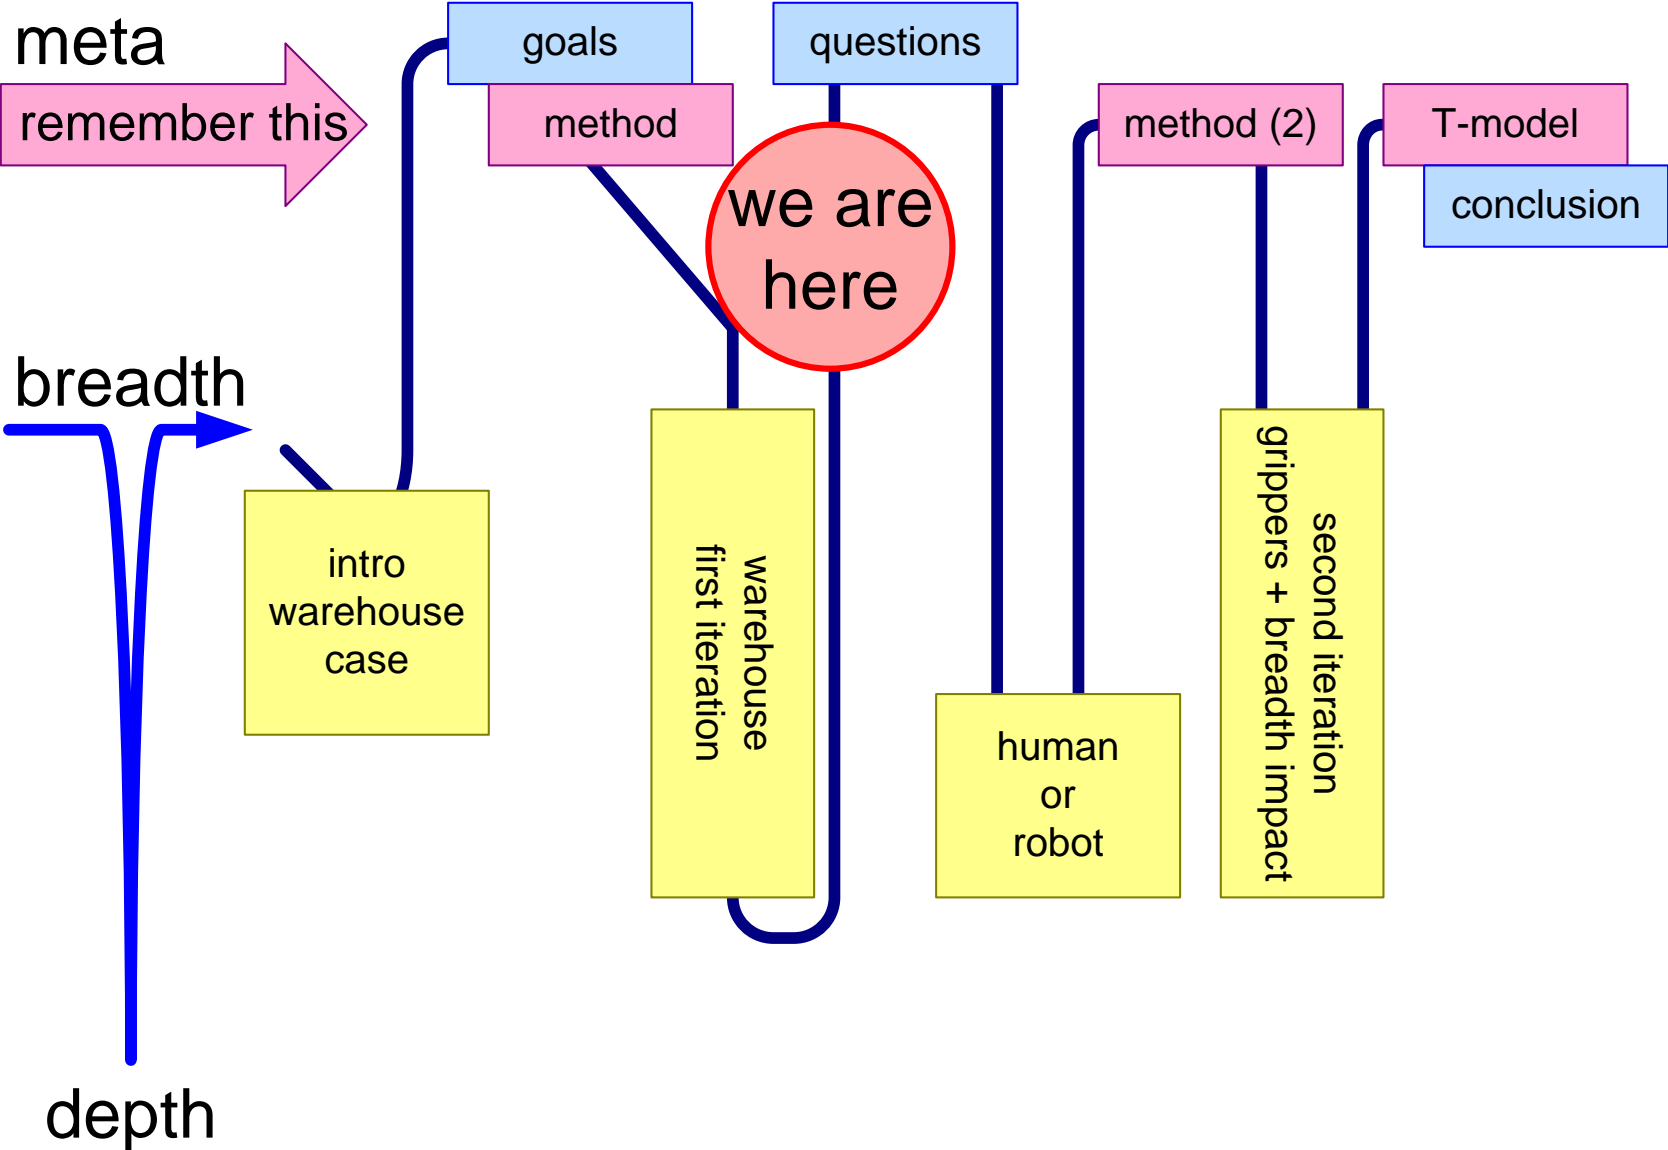 meta
remember this
goals
method
questions
we are
here
method (2)
T-model
conclusion
breadth
depth
intro
warehouse
case
warehouse
first iteration
human
or
robot
second iteration
grippers + breadth impact